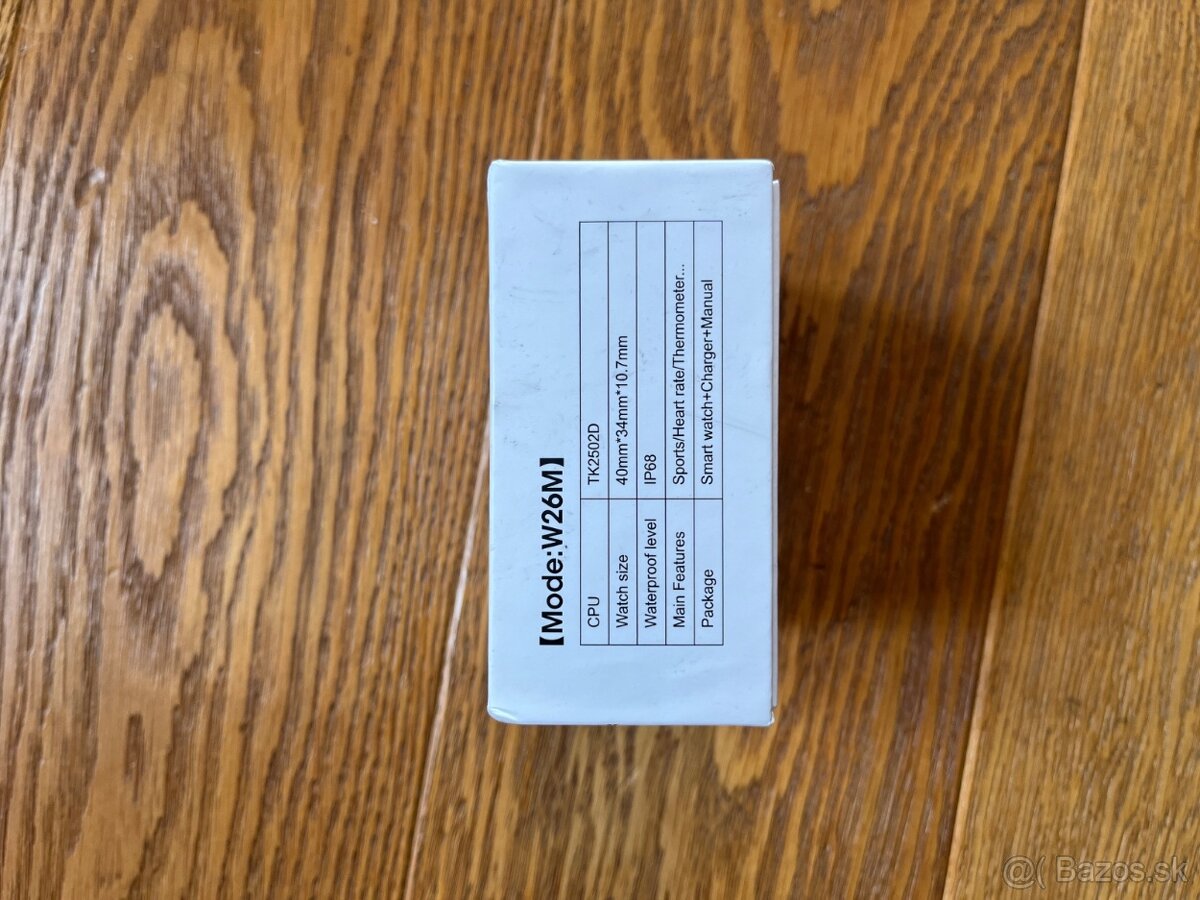 【Mode:W26M】
CPU TK2502D
Watch size 40mm*34mm*10.7mm
Waterproof level IP68
Main Features Sports/Heart rate/Thermometer...
Package Smart watch+Charger+Manual
@( Bazos.sk